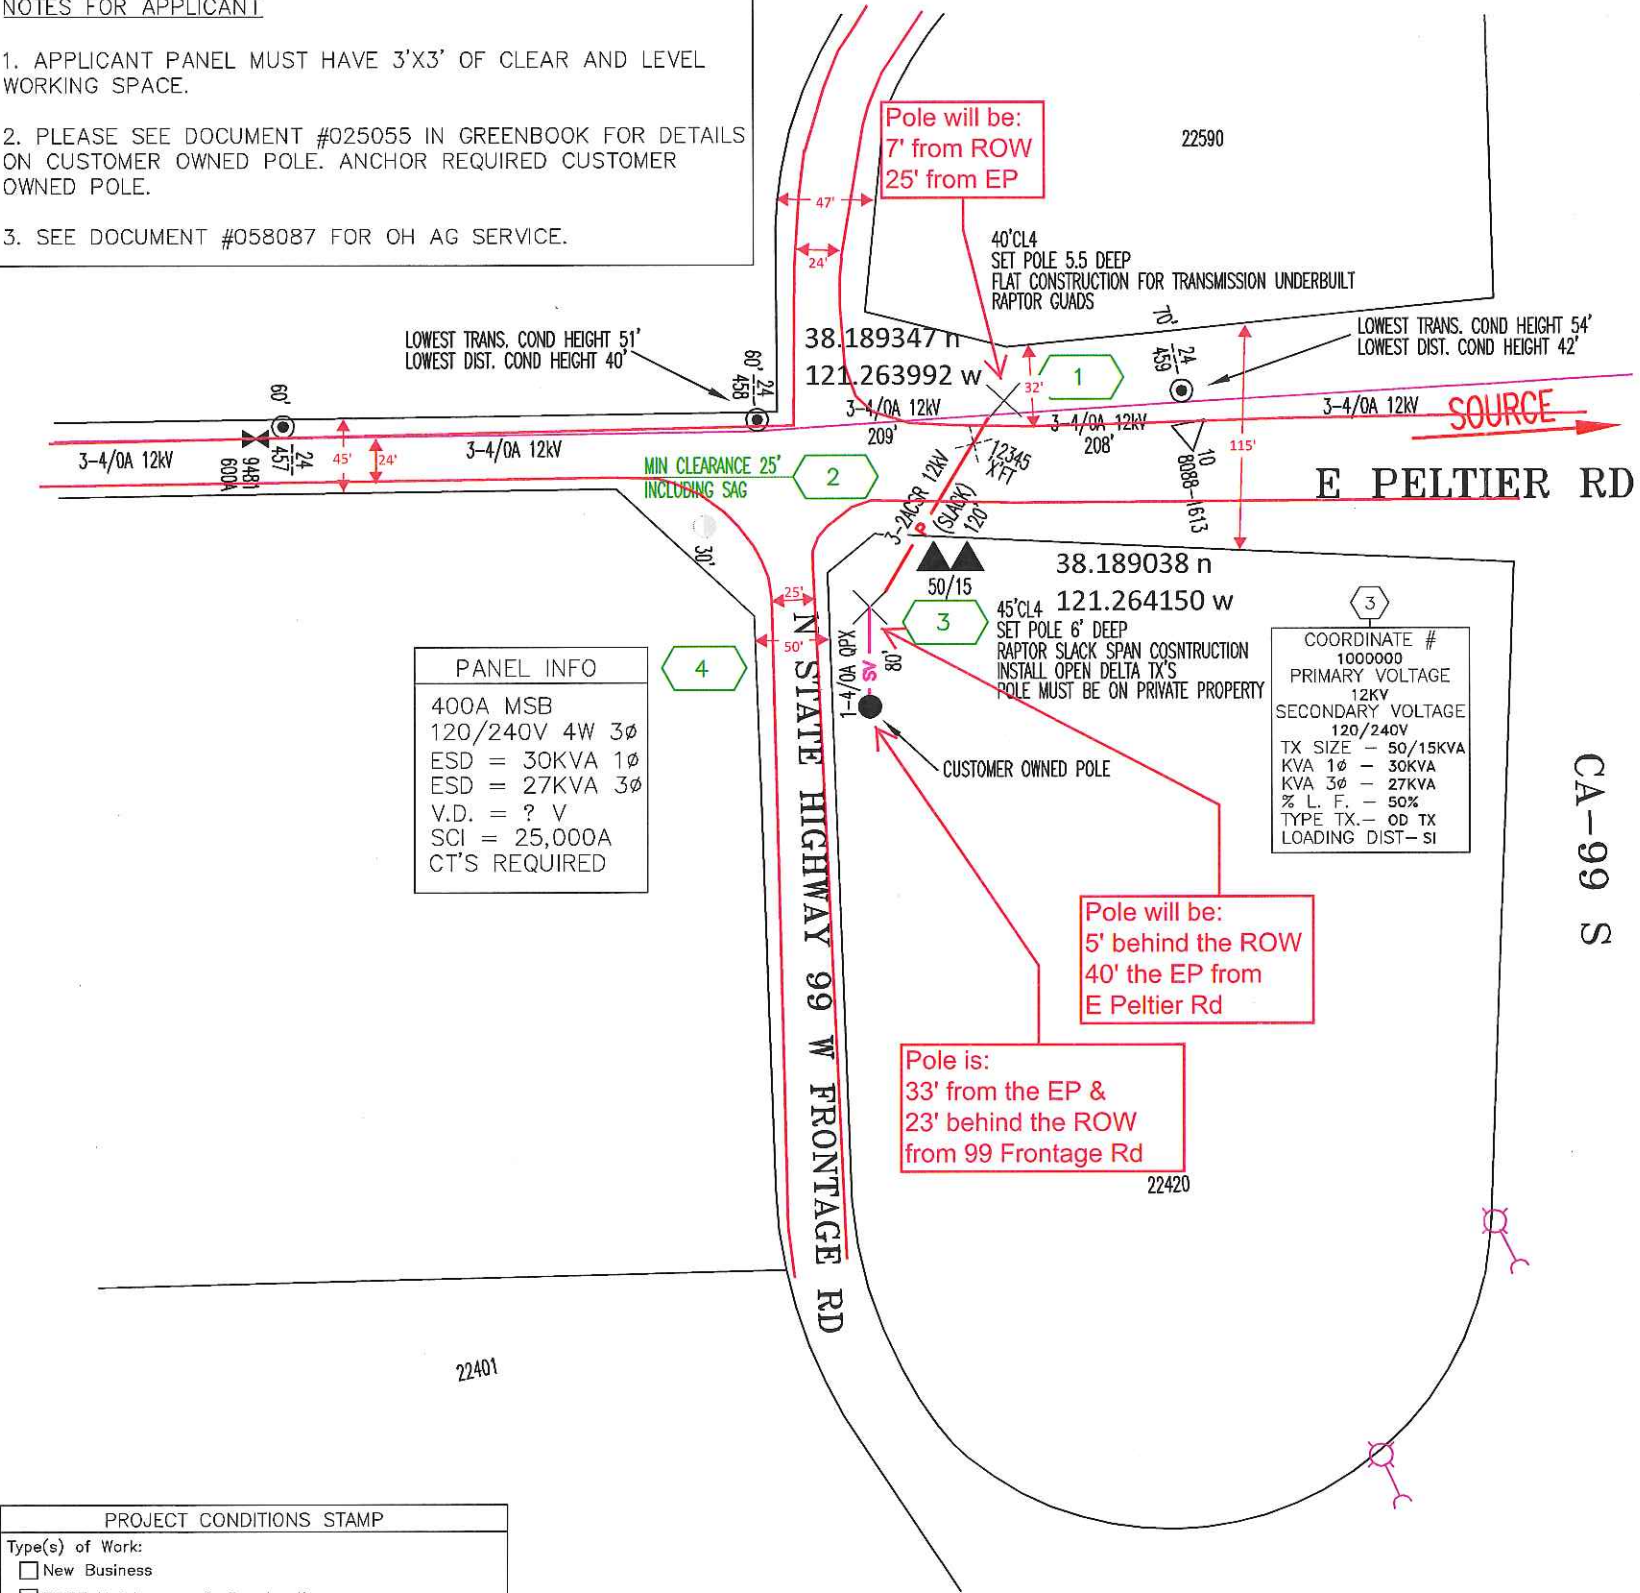 NOTES FOR APPLICANT
1. APPLICANT PANEL MUST HAVE 3'X3' OF CLEAR AND LEVEL
WORKING SPACE.
2. PLEASE SEE DOCUMENT #025055 IN GREENBOOK FOR DETAILS
ON CUSTOMER OWNED POLE. ANCHOR REQUIRED CUSTOMER
OWNED POLE.
3. SEE DOCUMENT #058087 FOR OH AG SERVICE.
Pole will be:
7' from ROW
25' from EP
22590
47'
24'
40'CL4
SET POLE 5.5 DEEP
FLAT CONSTRUCTION FOR TRANSMISSION UNDERBUILT
RAPTOR GUADS
LOWEST TRANS. COND HEIGHT 51'
LOWEST DIST. COND HEIGHT 40'
38.189347 n
121.263992 w
70'
24
459
LOWEST TRANS. COND HEIGHT 54'
LOWEST DIST. COND HEIGHT 42'
60'
24
458
32'
1
60'
24
457
9481
600A
3-4/0A 12kV
45'
24'
3-4/0A 12kV
3-4/0A 12kV
209'
3-4/0A 12kV
208'
3-4/0A 12kV
SOURCE
12345
X'FT
10
8088-1613
115'
E PELTIER RD
MIN CLEARANCE 25'
INCLUDING SAG
2
3-2ACSR 12kV
(SLACK)
120'
P
30'
50/15
38.189038 n
121.264150 w
25'
50'
3
45'CL4
SET POLE 6' DEEP
RAPTOR SLACK SPAN COSNTRUCTION
INSTALL OPEN DELTA TX'S
POLE MUST BE ON PRIVATE PROPERTY
1-4/0A QPX
SV
80'
CUSTOMER OWNED POLE
3
COORDINATE #
1000000
PRIMARY VOLTAGE
12KV
SECONDARY VOLTAGE
120/240V
TX SIZE - 50/15KVA
KVA 1ø - 30KVA
KVA 3ø - 27KVA
% L. F. - 50%
TYPE TX.- OD TX
LOADING DIST- SI
PANEL INFO
400A MSB
120/240V 4W 3ø
ESD = 30KVA 1ø
ESD = 27KVA 3ø
V.D. = ? V
SCI = 25,000A
CT'S REQUIRED
4
N STATE HIGHWAY 99 W FRONTAGE RD
CA-99 S
Pole will be:
5' behind the ROW
40' the EP from
E Peltier Rd
Pole is:
33' from the EP &
23' behind the ROW
from 99 Frontage Rd
22420
22401
PROJECT CONDITIONS STAMP
Type(s) of Work:
New Business